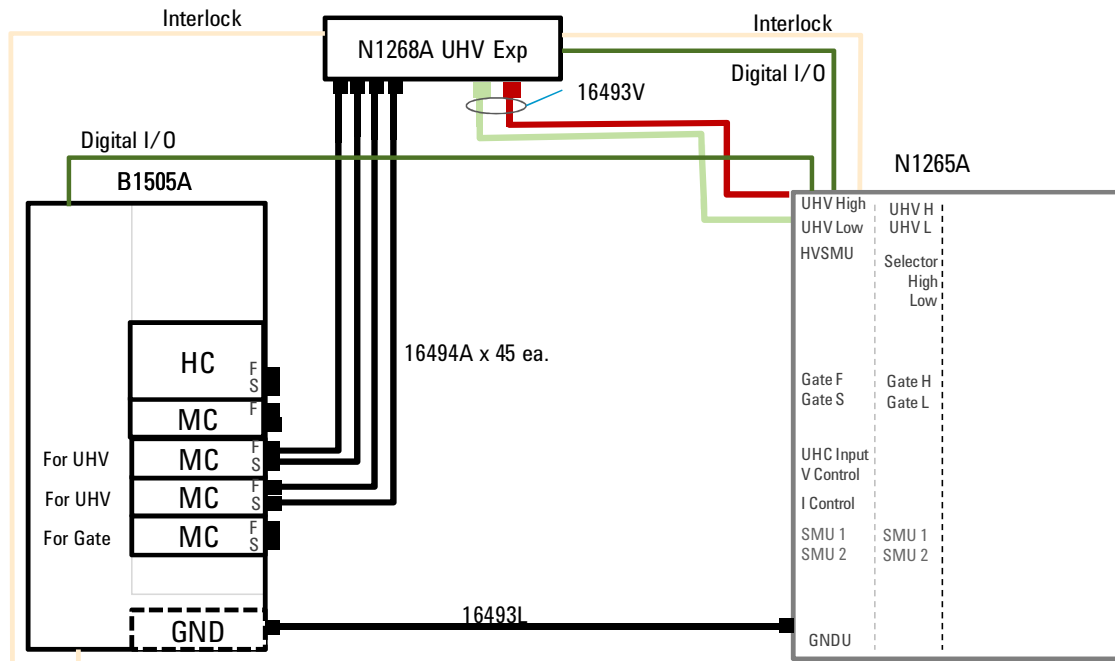 Interlock
N1268A UHV Exp
Interlock
Digital I/O
16493V
Digital I/O
B1505A
N1265A
UHV High
UHV H
UHV Low
UHV L
HVSMU
Selector
High
Low
HC
F
S
16494A x 45 ea.
MC
F
Gate F
Gate H
Gate S
Gate L
For UHV
MC
F
S
UHC Input
V Control
For UHV
MC
F
S
I Control
For Gate
MC
F
S
SMU 1
SMU 1
SMU 2
SMU 2
GND
16493L
GNDU